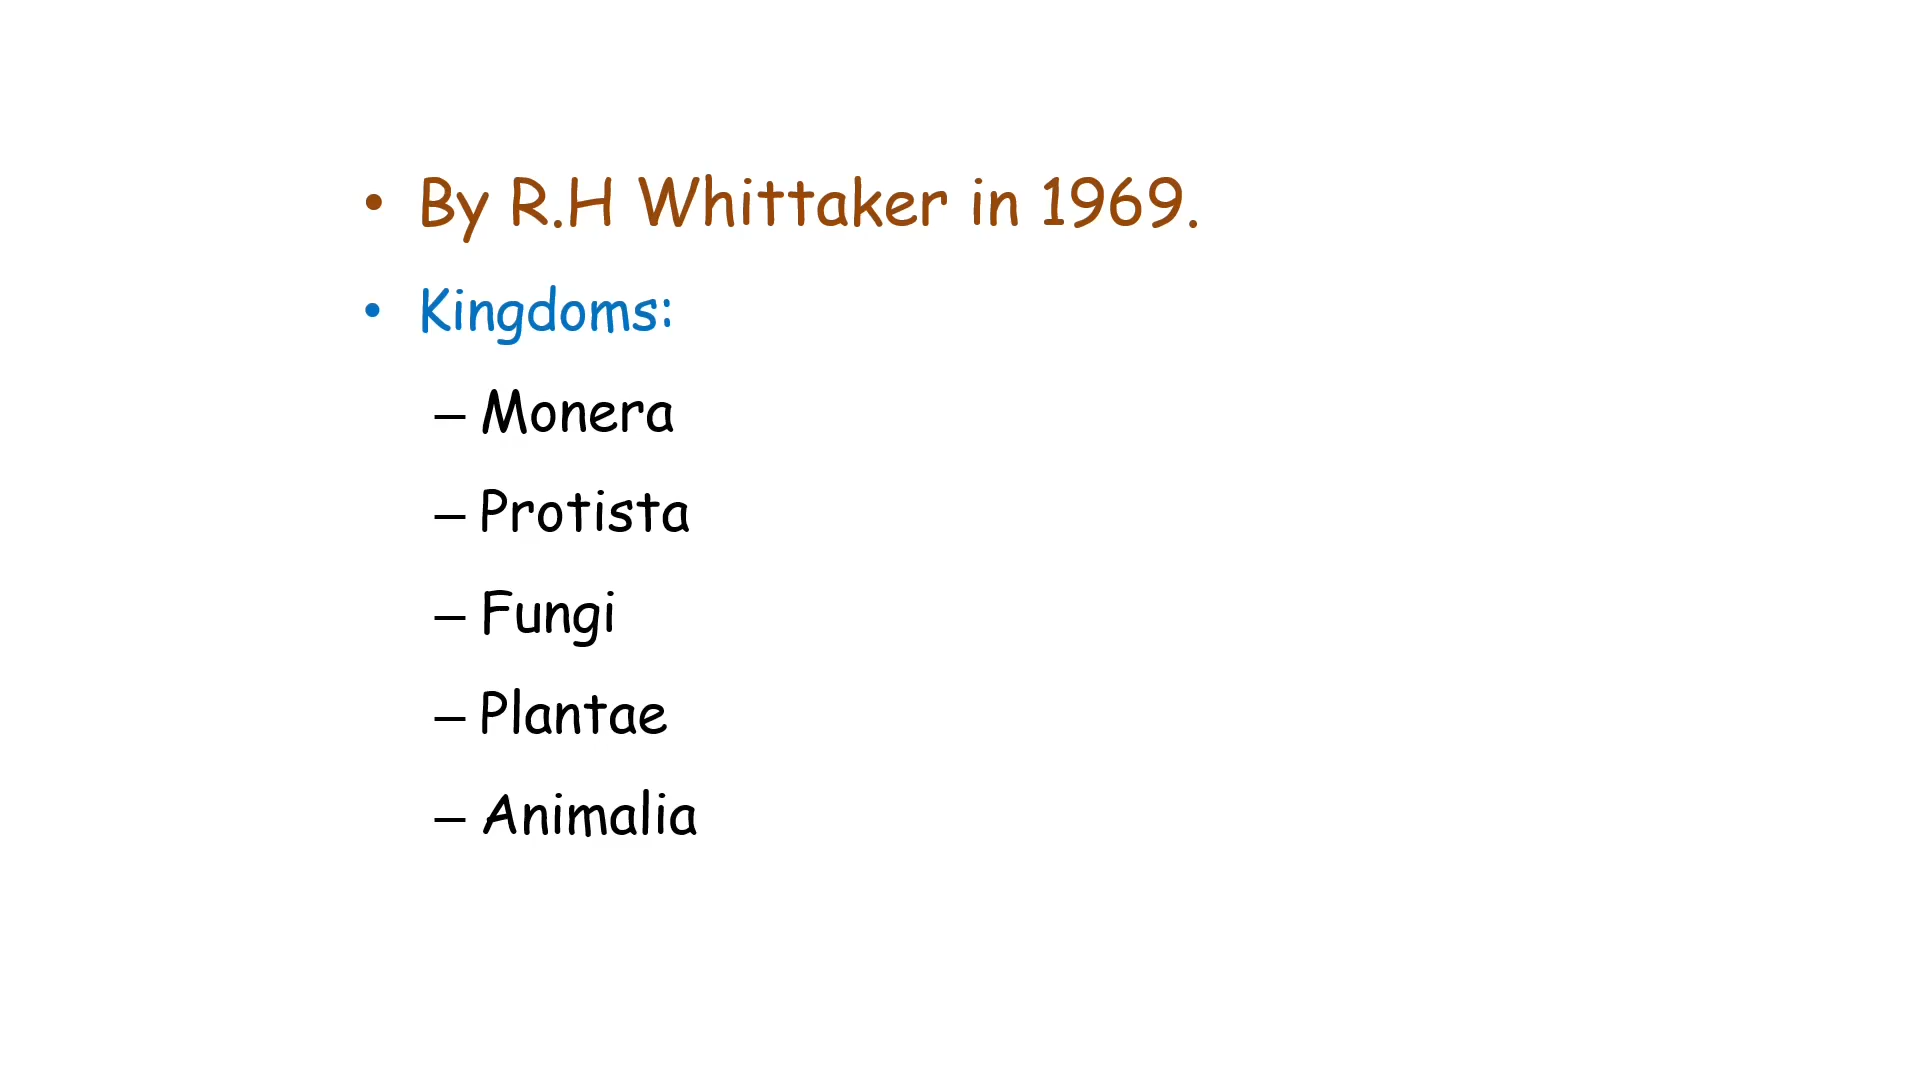 • By R.H Whittaker in 1969.
• Kingdoms:
– Monera
– Protista
– Fungi
– Plantae
– Animalia